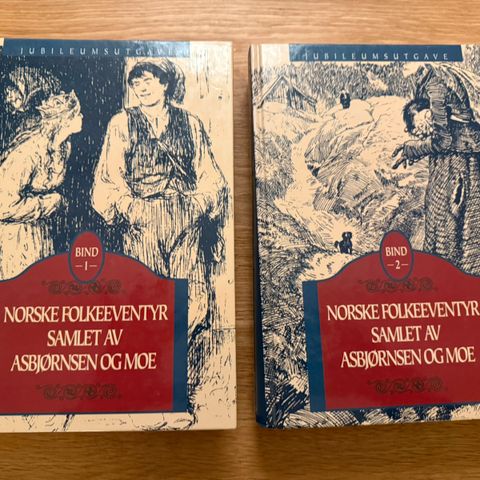 JUBILEUMSUTGAVE
BIND
-1-
NORSKE FOLKEEVENTYR
SAMLET AV
ASBJØRNSEN OG MOE
JUBILEUMSUTGAVE
BIND
-2-
NORSKE FOLKEEVENTYR
SAMLET AV
ASBJØRNSEN OG MOE